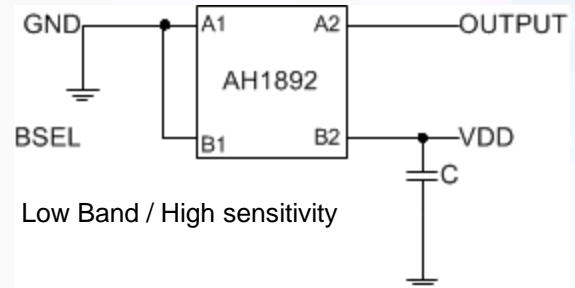 GND A1 A2 OUTPUT
AH1892
BSEL B1 B2 VDD
C
Low Band / High sensitivity